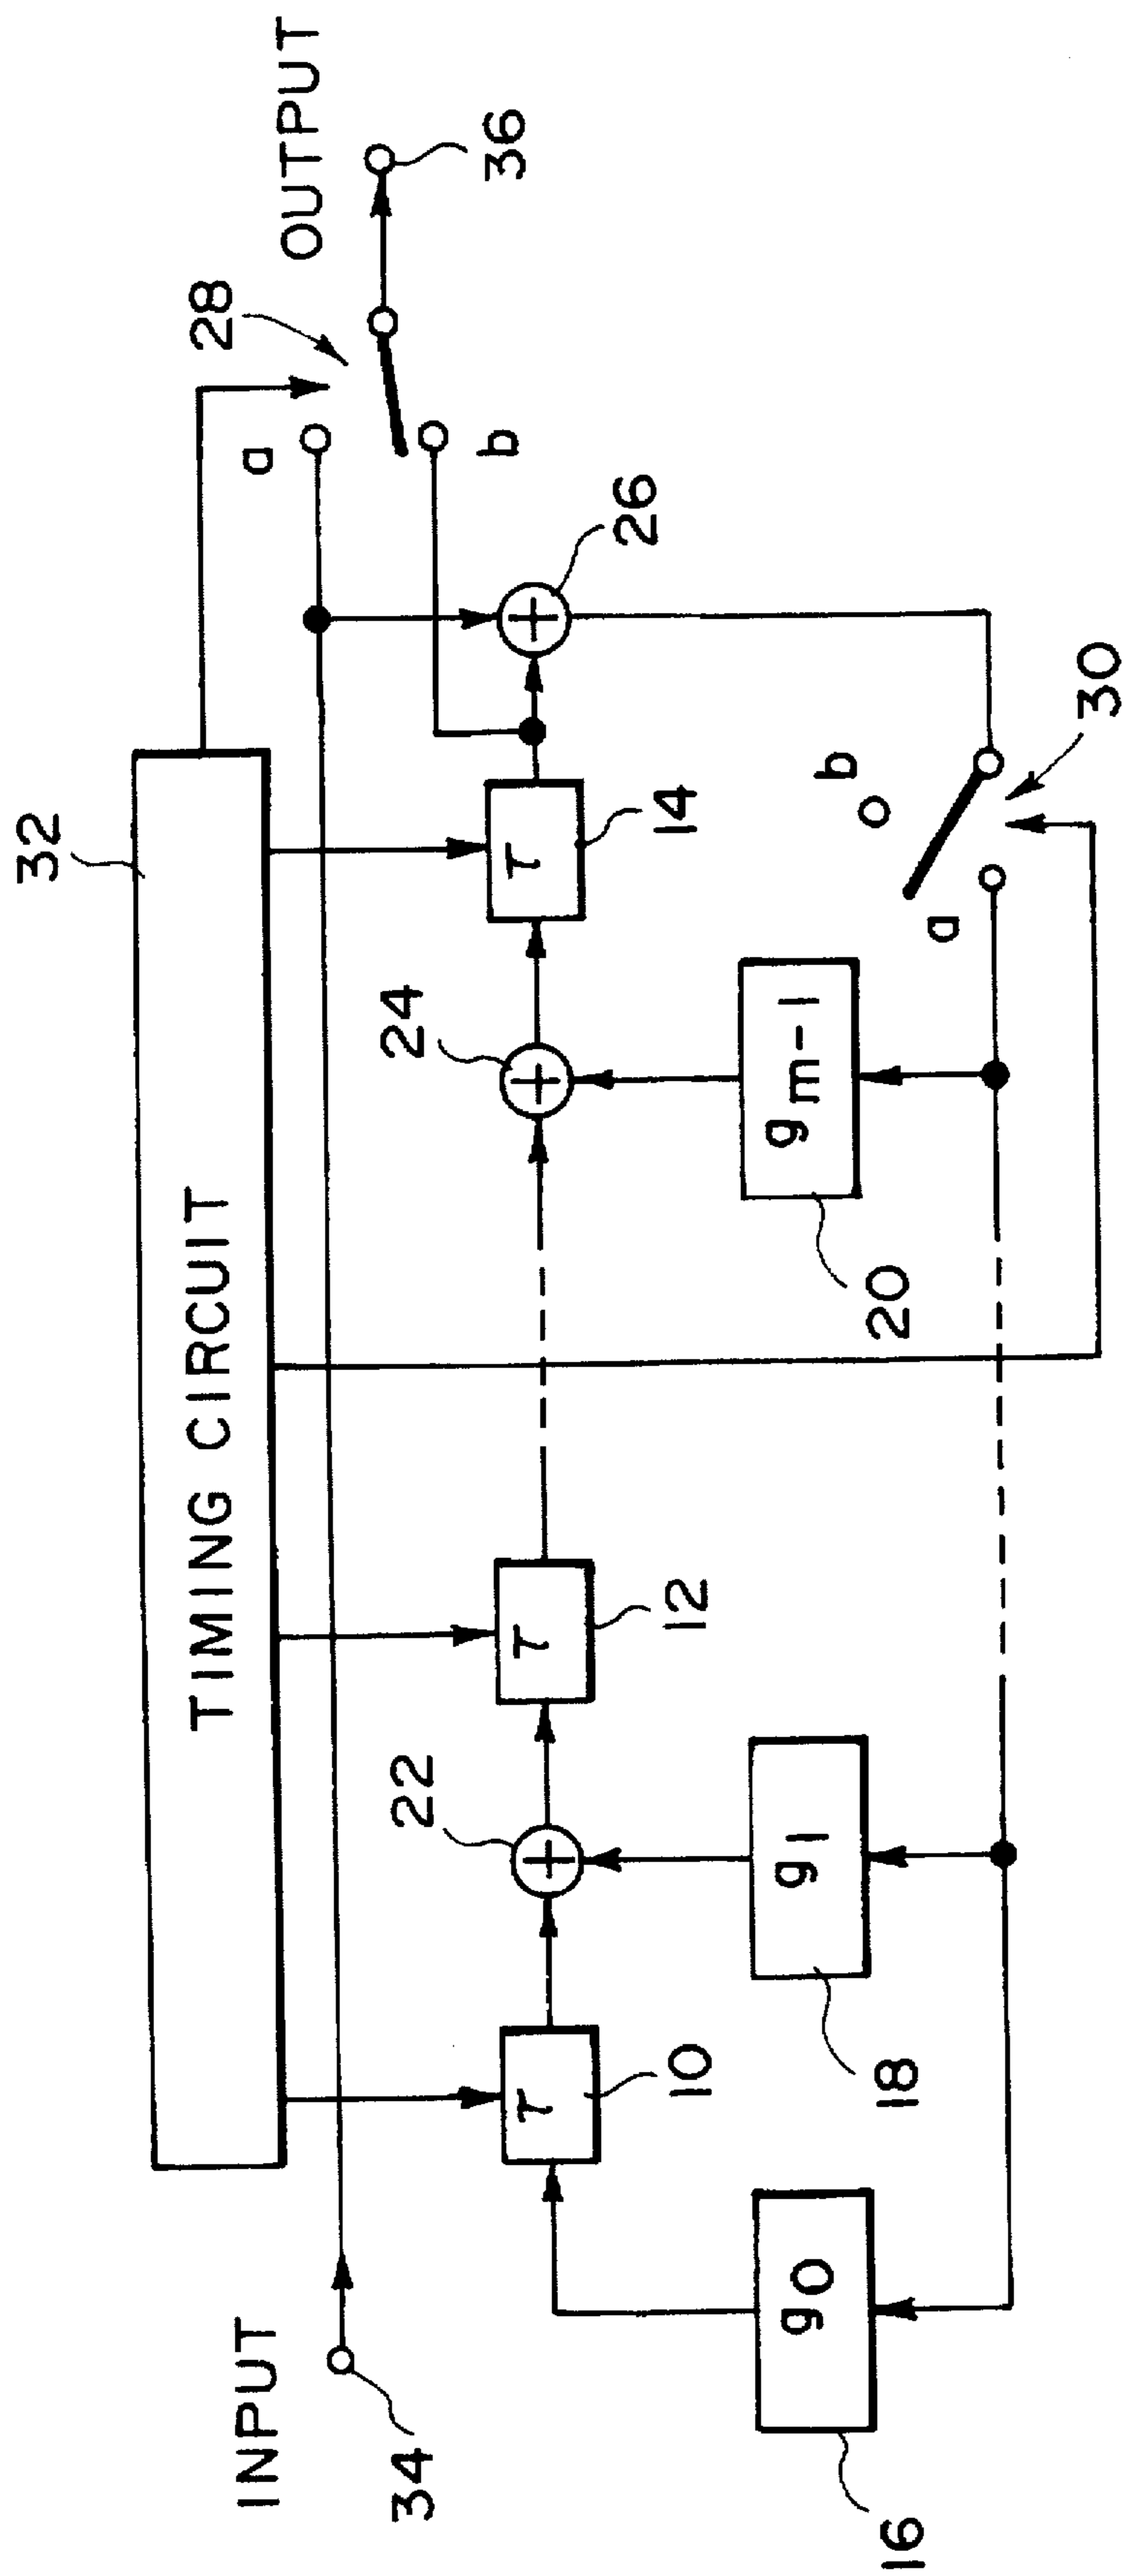 32
TIMING CIRCUIT
28
OUTPUT
INPUT
a
34
36
b
22
24
26
τ
τ
τ
10
12
14
b
g0
g1
gm-1
a
30
16
18
20